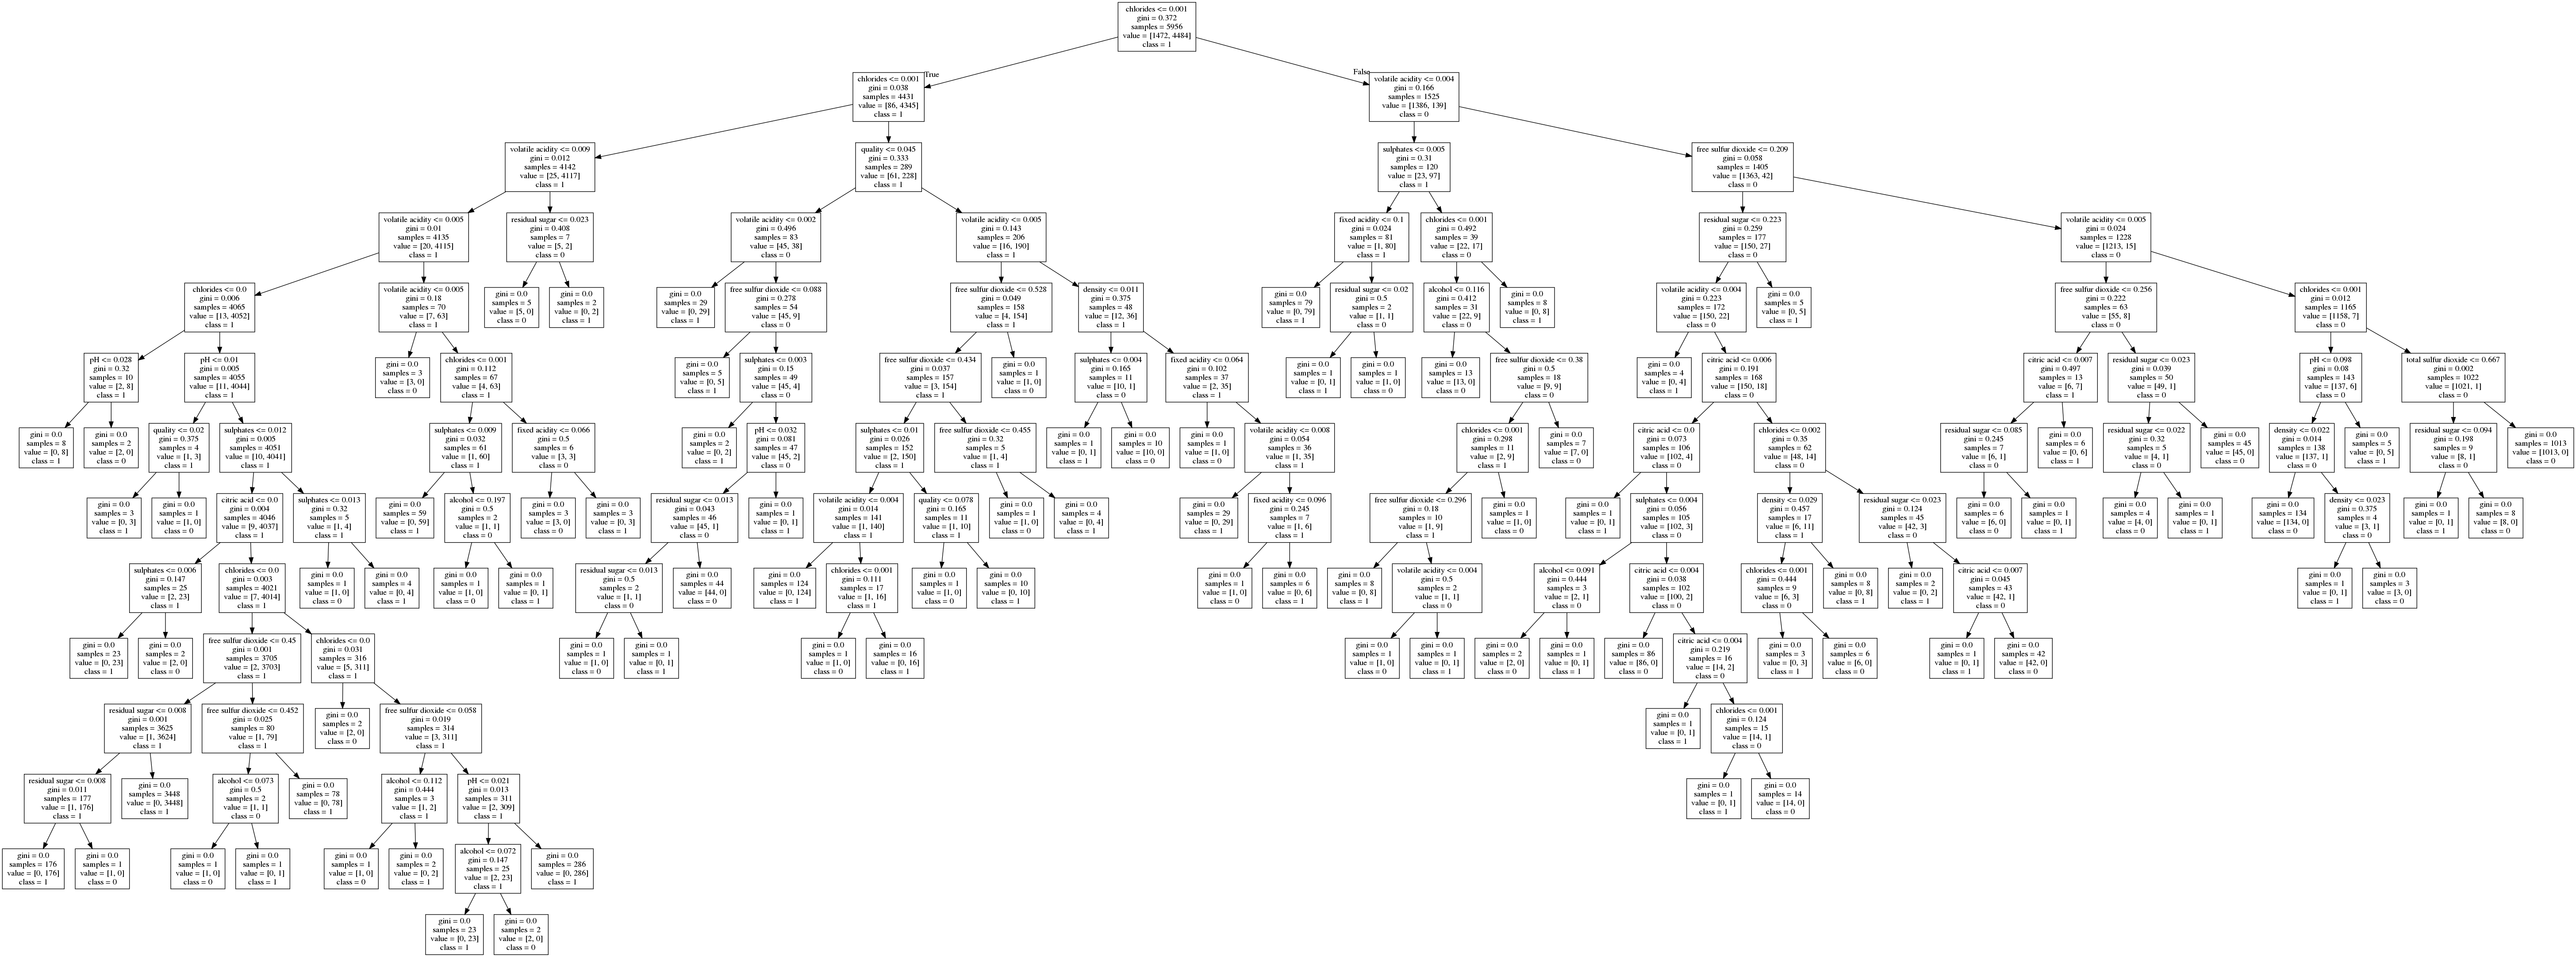 chlorides <= 0.001
gini = 0.372
samples = 5956
value = [1472, 4484]
class = 1
True
False
chlorides <= 0.001
gini = 0.038
samples = 4431
value = [86, 4345]
class = 1
volatile acidity <= 0.004
gini = 0.166
samples = 1525
value = [1386, 139]
class = 0
volatile acidity <= 0.009
gini = 0.012
samples = 4142
value = [25, 4117]
class = 1
quality <= 0.045
gini = 0.333
samples = 289
value = [61, 228]
class = 1
sulphates <= 0.005
gini = 0.31
samples = 120
value = [23, 97]
class = 1
free sulfur dioxide <= 0.209
gini = 0.058
samples = 1405
value = [1363, 42]
class = 0
volatile acidity <= 0.005
gini = 0.01
samples = 4135
value = [20, 4115]
class = 1
residual sugar <= 0.023
gini = 0.408
samples = 7
value = [5, 2]
class = 0
volatile acidity <= 0.002
gini = 0.496
samples = 83
value = [45, 38]
class = 0
volatile acidity <= 0.005
gini = 0.143
samples = 206
value = [16, 190]
class = 1
fixed acidity <= 0.1
gini = 0.024
samples = 81
value = [1, 80]
class = 1
chlorides <= 0.001
gini = 0.492
samples = 39
value = [22, 17]
class = 0
residual sugar <= 0.223
gini = 0.259
samples = 177
value = [150, 27]
class = 0
volatile acidity <= 0.005
gini = 0.024
samples = 1228
value = [1213, 15]
class = 0
chlorides <= 0.0
gini = 0.006
samples = 4065
value = [13, 4052]
class = 1
volatile acidity <= 0.005
gini = 0.18
samples = 70
value = [7, 63]
class = 1
gini = 0.0
samples = 5
value = [5, 0]
class = 0
gini = 0.0
samples = 2
value = [0, 2]
class = 1
gini = 0.0
samples = 29
value = [0, 29]
class = 1
free sulfur dioxide <= 0.088
gini = 0.278
samples = 54
value = [45, 9]
class = 0
free sulfur dioxide <= 0.528
gini = 0.049
samples = 158
value = [4, 154]
class = 1
density <= 0.011
gini = 0.375
samples = 48
value = [12, 36]
class = 1
gini = 0.0
samples = 79
value = [0, 79]
class = 1
residual sugar <= 0.02
gini = 0.5
samples = 2
value = [1, 1]
class = 0
alcohol <= 0.116
gini = 0.412
samples = 31
value = [22, 9]
class = 0
gini = 0.0
samples = 8
value = [0, 8]
class = 1
volatile acidity <= 0.004
gini = 0.223
samples = 172
value = [150, 22]
class = 0
gini = 0.0
samples = 5
value = [0, 5]
class = 1
free sulfur dioxide <= 0.256
gini = 0.222
samples = 63
value = [55, 8]
class = 0
chlorides <= 0.001
gini = 0.012
samples = 1165
value = [1158, 7]
class = 0
pH <= 0.028
gini = 0.32
samples = 10
value = [2, 8]
class = 1
pH <= 0.01
gini = 0.005
samples = 4055
value = [11, 4044]
class = 1
gini = 0.0
samples = 3
value = [3, 0]
class = 0
chlorides <= 0.001
gini = 0.112
samples = 67
value = [4, 63]
class = 1
gini = 0.0
samples = 5
value = [0, 5]
class = 1
sulphates <= 0.003
gini = 0.15
samples = 49
value = [45, 4]
class = 0
free sulfur dioxide <= 0.434
gini = 0.037
samples = 157
value = [3, 154]
class = 1
gini = 0.0
samples = 1
value = [1, 0]
class = 0
sulphates <= 0.004
gini = 0.165
samples = 11
value = [10, 1]
class = 0
fixed acidity <= 0.064
gini = 0.102
samples = 37
value = [2, 35]
class = 1
gini = 0.0
samples = 1
value = [0, 1]
class = 1
gini = 0.0
samples = 1
value = [1, 0]
class = 0
gini = 0.0
samples = 13
value = [13, 0]
class = 0
free sulfur dioxide <= 0.38
gini = 0.5
samples = 18
value = [9, 9]
class = 0
gini = 0.0
samples = 4
value = [0, 4]
class = 1
citric acid <= 0.006
gini = 0.191
samples = 168
value = [150, 18]
class = 0
citric acid <= 0.007
gini = 0.497
samples = 13
value = [6, 7]
class = 1
residual sugar <= 0.023
gini = 0.039
samples = 50
value = [49, 1]
class = 0
pH <= 0.098
gini = 0.08
samples = 143
value = [137, 6]
class = 0
total sulfur dioxide <= 0.667
gini = 0.002
samples = 1022
value = [1021, 1]
class = 0
gini = 0.0
samples = 8
value = [0, 8]
class = 1
gini = 0.0
samples = 2
value = [2, 0]
class = 0
quality <= 0.02
gini = 0.375
samples = 4
value = [1, 3]
class = 1
sulphates <= 0.012
gini = 0.005
samples = 4051
value = [10, 4041]
class = 1
sulphates <= 0.009
gini = 0.032
samples = 61
value = [1, 60]
class = 1
fixed acidity <= 0.066
gini = 0.5
samples = 6
value = [3, 3]
class = 0
gini = 0.0
samples = 2
value = [0, 2]
class = 1
pH <= 0.032
gini = 0.081
samples = 47
value = [45, 2]
class = 0
sulphates <= 0.01
gini = 0.026
samples = 152
value = [2, 150]
class = 1
free sulfur dioxide <= 0.455
gini = 0.32
samples = 5
value = [1, 4]
class = 1
gini = 0.0
samples = 1
value = [0, 1]
class = 1
gini = 0.0
samples = 10
value = [10, 0]
class = 0
gini = 0.0
samples = 1
value = [1, 0]
class = 0
volatile acidity <= 0.008
gini = 0.054
samples = 36
value = [1, 35]
class = 1
chlorides <= 0.001
gini = 0.298
samples = 11
value = [2, 9]
class = 1
gini = 0.0
samples = 7
value = [7, 0]
class = 0
citric acid <= 0.0
gini = 0.073
samples = 106
value = [102, 4]
class = 0
chlorides <= 0.002
gini = 0.35
samples = 62
value = [48, 14]
class = 0
residual sugar <= 0.085
gini = 0.245
samples = 7
value = [6, 1]
class = 0
gini = 0.0
samples = 6
value = [0, 6]
class = 1
residual sugar <= 0.022
gini = 0.32
samples = 5
value = [4, 1]
class = 0
gini = 0.0
samples = 45
value = [45, 0]
class = 0
density <= 0.022
gini = 0.014
samples = 138
value = [137, 1]
class = 0
gini = 0.0
samples = 5
value = [0, 5]
class = 1
residual sugar <= 0.094
gini = 0.198
samples = 9
value = [8, 1]
class = 0
gini = 0.0
samples = 1013
value = [1013, 0]
class = 0
gini = 0.0
samples = 3
value = [0, 3]
class = 1
gini = 0.0
samples = 1
value = [1, 0]
class = 0
citric acid <= 0.0
gini = 0.004
samples = 4046
value = [9, 4037]
class = 1
sulphates <= 0.013
gini = 0.32
samples = 5
value = [1, 4]
class = 1
gini = 0.0
samples = 59
value = [0, 59]
class = 1
alcohol <= 0.197
gini = 0.5
samples = 2
value = [1, 1]
class = 0
gini = 0.0
samples = 3
value = [3, 0]
class = 0
gini = 0.0
samples = 3
value = [0, 3]
class = 1
residual sugar <= 0.013
gini = 0.043
samples = 46
value = [45, 1]
class = 0
gini = 0.0
samples = 1
value = [0, 1]
class = 1
volatile acidity <= 0.004
gini = 0.014
samples = 141
value = [1, 140]
class = 1
quality <= 0.078
gini = 0.165
samples = 11
value = [1, 10]
class = 1
gini = 0.0
samples = 1
value = [1, 0]
class = 0
gini = 0.0
samples = 4
value = [0, 4]
class = 1
gini = 0.0
samples = 29
value = [0, 29]
class = 1
fixed acidity <= 0.096
gini = 0.245
samples = 7
value = [1, 6]
class = 1
free sulfur dioxide <= 0.296
gini = 0.18
samples = 10
value = [1, 9]
class = 1
gini = 0.0
samples = 1
value = [1, 0]
class = 0
gini = 0.0
samples = 1
value = [0, 1]
class = 1
sulphates <= 0.004
gini = 0.056
samples = 105
value = [102, 3]
class = 0
density <= 0.029
gini = 0.457
samples = 17
value = [6, 11]
class = 1
residual sugar <= 0.023
gini = 0.124
samples = 45
value = [42, 3]
class = 0
gini = 0.0
samples = 6
value = [6, 0]
class = 0
gini = 0.0
samples = 1
value = [0, 1]
class = 1
gini = 0.0
samples = 4
value = [4, 0]
class = 0
gini = 0.0
samples = 1
value = [0, 1]
class = 1
gini = 0.0
samples = 134
value = [134, 0]
class = 0
density <= 0.023
gini = 0.375
samples = 4
value = [3, 1]
class = 0
gini = 0.0
samples = 1
value = [0, 1]
class = 1
gini = 0.0
samples = 8
value = [8, 0]
class = 0
sulphates <= 0.006
gini = 0.147
samples = 25
value = [2, 23]
class = 1
chlorides <= 0.0
gini = 0.003
samples = 4021
value = [7, 4014]
class = 1
gini = 0.0
samples = 1
value = [1, 0]
class = 0
gini = 0.0
samples = 4
value = [0, 4]
class = 1
gini = 0.0
samples = 1
value = [1, 0]
class = 0
gini = 0.0
samples = 1
value = [0, 1]
class = 1
residual sugar <= 0.013
gini = 0.5
samples = 2
value = [1, 1]
class = 0
gini = 0.0
samples = 44
value = [44, 0]
class = 0
gini = 0.0
samples = 124
value = [0, 124]
class = 1
chlorides <= 0.001
gini = 0.111
samples = 17
value = [1, 16]
class = 1
gini = 0.0
samples = 1
value = [1, 0]
class = 0
gini = 0.0
samples = 10
value = [0, 10]
class = 1
gini = 0.0
samples = 1
value = [1, 0]
class = 0
gini = 0.0
samples = 6
value = [0, 6]
class = 1
gini = 0.0
samples = 8
value = [0, 8]
class = 1
volatile acidity <= 0.004
gini = 0.5
samples = 2
value = [1, 1]
class = 0
alcohol <= 0.091
gini = 0.444
samples = 3
value = [2, 1]
class = 0
citric acid <= 0.004
gini = 0.038
samples = 102
value = [100, 2]
class = 0
chlorides <= 0.001
gini = 0.444
samples = 9
value = [6, 3]
class = 0
gini = 0.0
samples = 8
value = [0, 8]
class = 1
gini = 0.0
samples = 2
value = [0, 2]
class = 1
citric acid <= 0.007
gini = 0.045
samples = 43
value = [42, 1]
class = 0
gini = 0.0
samples = 1
value = [0, 1]
class = 1
gini = 0.0
samples = 3
value = [3, 0]
class = 0
gini = 0.0
samples = 23
value = [0, 23]
class = 1
gini = 0.0
samples = 2
value = [2, 0]
class = 0
free sulfur dioxide <= 0.45
gini = 0.001
samples = 3705
value = [2, 3703]
class = 1
chlorides <= 0.0
gini = 0.031
samples = 316
value = [5, 311]
class = 1
gini = 0.0
samples = 1
value = [1, 0]
class = 0
gini = 0.0
samples = 1
value = [0, 1]
class = 1
gini = 0.0
samples = 1
value = [1, 0]
class = 0
gini = 0.0
samples = 16
value = [0, 16]
class = 1
gini = 0.0
samples = 1
value = [1, 0]
class = 0
gini = 0.0
samples = 1
value = [0, 1]
class = 1
gini = 0.0
samples = 2
value = [2, 0]
class = 0
gini = 0.0
samples = 1
value = [0, 1]
class = 1
gini = 0.0
samples = 86
value = [86, 0]
class = 0
citric acid <= 0.004
gini = 0.219
samples = 16
value = [14, 2]
class = 0
gini = 0.0
samples = 3
value = [0, 3]
class = 1
gini = 0.0
samples = 6
value = [6, 0]
class = 0
gini = 0.0
samples = 1
value = [0, 1]
class = 1
gini = 0.0
samples = 42
value = [42, 0]
class = 0
residual sugar <= 0.008
gini = 0.001
samples = 3625
value = [1, 3624]
class = 1
free sulfur dioxide <= 0.452
gini = 0.025
samples = 80
value = [1, 79]
class = 1
gini = 0.0
samples = 2
value = [2, 0]
class = 0
free sulfur dioxide <= 0.058
gini = 0.019
samples = 314
value = [3, 311]
class = 1
gini = 0.0
samples = 1
value = [0, 1]
class = 1
chlorides <= 0.001
gini = 0.124
samples = 15
value = [14, 1]
class = 0
residual sugar <= 0.008
gini = 0.011
samples = 177
value = [1, 176]
class = 1
gini = 0.0
samples = 3448
value = [0, 3448]
class = 1
alcohol <= 0.073
gini = 0.5
samples = 2
value = [1, 1]
class = 0
gini = 0.0
samples = 78
value = [0, 78]
class = 1
alcohol <= 0.112
gini = 0.444
samples = 3
value = [1, 2]
class = 1
pH <= 0.021
gini = 0.013
samples = 311
value = [2, 309]
class = 1
gini = 0.0
samples = 1
value = [0, 1]
class = 1
gini = 0.0
samples = 14
value = [14, 0]
class = 0
gini = 0.0
samples = 176
value = [0, 176]
class = 1
gini = 0.0
samples = 1
value = [1, 0]
class = 0
gini = 0.0
samples = 1
value = [1, 0]
class = 0
gini = 0.0
samples = 1
value = [0, 1]
class = 1
gini = 0.0
samples = 1
value = [1, 0]
class = 0
gini = 0.0
samples = 2
value = [0, 2]
class = 1
alcohol <= 0.072
gini = 0.147
samples = 25
value = [2, 23]
class = 1
gini = 0.0
samples = 286
value = [0, 286]
class = 1
gini = 0.0
samples = 23
value = [0, 23]
class = 1
gini = 0.0
samples = 2
value = [2, 0]
class = 0